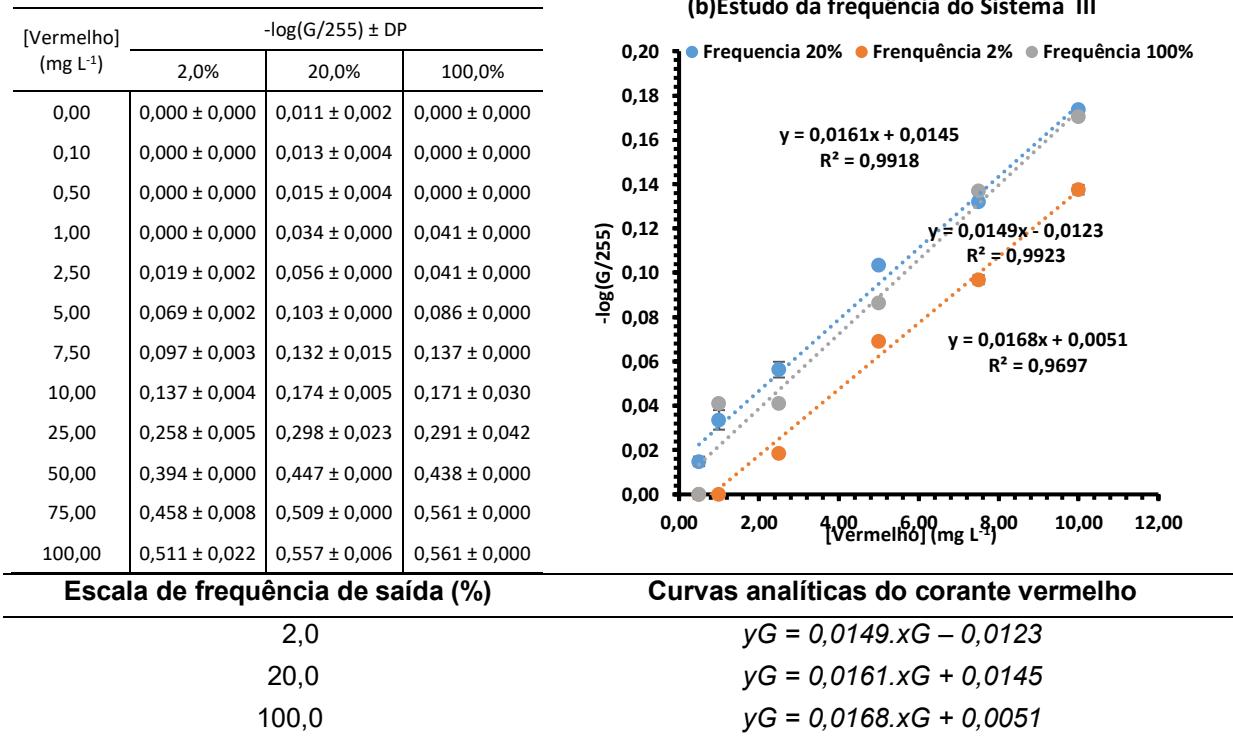 [Vermelho] (mg L-1) -log(G/255) ± DP
2,0% 20,0% 100,0%
0,00 0,000 ± 0,000 0,011 ± 0,002 0,000 ± 0,000
0,10 0,000 ± 0,000 0,013 ± 0,004 0,000 ± 0,000
0,50 0,000 ± 0,000 0,015 ± 0,004 0,000 ± 0,000
1,00 0,000 ± 0,000 0,034 ± 0,000 0,041 ± 0,000
2,50 0,019 ± 0,002 0,056 ± 0,000 0,041 ± 0,000
5,00 0,069 ± 0,002 0,103 ± 0,000 0,086 ± 0,000
7,50 0,097 ± 0,003 0,132 ± 0,015 0,137 ± 0,000
10,00 0,137 ± 0,004 0,174 ± 0,005 0,171 ± 0,030
25,00 0,258 ± 0,005 0,298 ± 0,023 0,291 ± 0,042
50,00 0,394 ± 0,000 0,447 ± 0,000 0,438 ± 0,000
75,00 0,458 ± 0,008 0,509 ± 0,000 0,561 ± 0,000
100,00 0,511 ± 0,022 0,557 ± 0,006 0,561 ± 0,000
(b)Estudo da frequência do Sistema III
Frequencia 20% Frenquência 2% Frequência 100%
0,20
0,18
0,16
0,14
0,12
0,10
0,08
0,06
0,04
0,02
0,00
-log(G/255)
y = 0,0161x + 0,0145
R² = 0,9918
y = 0,0149x - 0,0123
R² = 0,9923
y = 0,0168x + 0,0051
R² = 0,9697
0,00 2,00 4,00 6,00 8,00 10,00 12,00
[Vermelho] (mg L-1)
Escala de frequência de saída (%) Curvas analíticas do corante vermelho
2,0 yG = 0,0149.xG – 0,0123
20,0 yG = 0,0161.xG + 0,0145
100,0 yG = 0,0168.xG + 0,0051